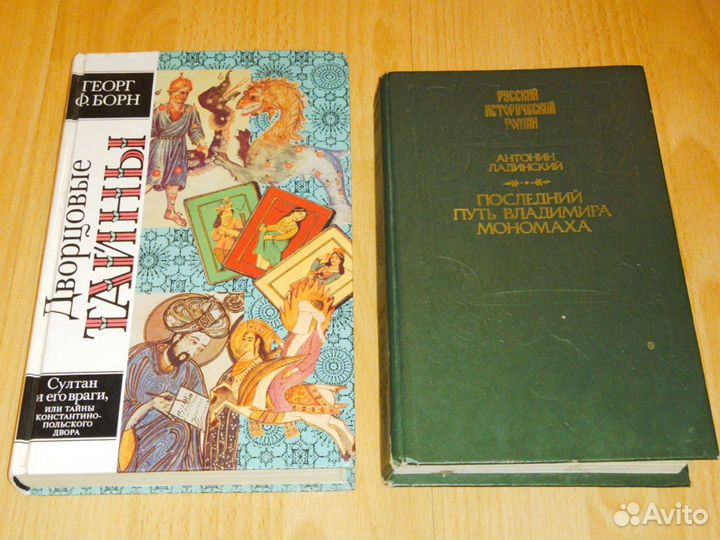 ГЕОРГ
Ф. БОРН
Дворцовые
ТАЙНЫ
Султан
и его враги,
ИЛИ ТАЙНЫ
КОНСТАНТИНО-
ПОЛЬСКОГО
ДВОРА
РУССКИЙ
ИСТОРИЧЕСКИЙ
РОМАН
АНТОНИН
ЛАДИНСКИЙ
ПОСЛЕДНИЙ
ПУТЬ ВЛАДИМИРА
МОНОМАХА
Avito